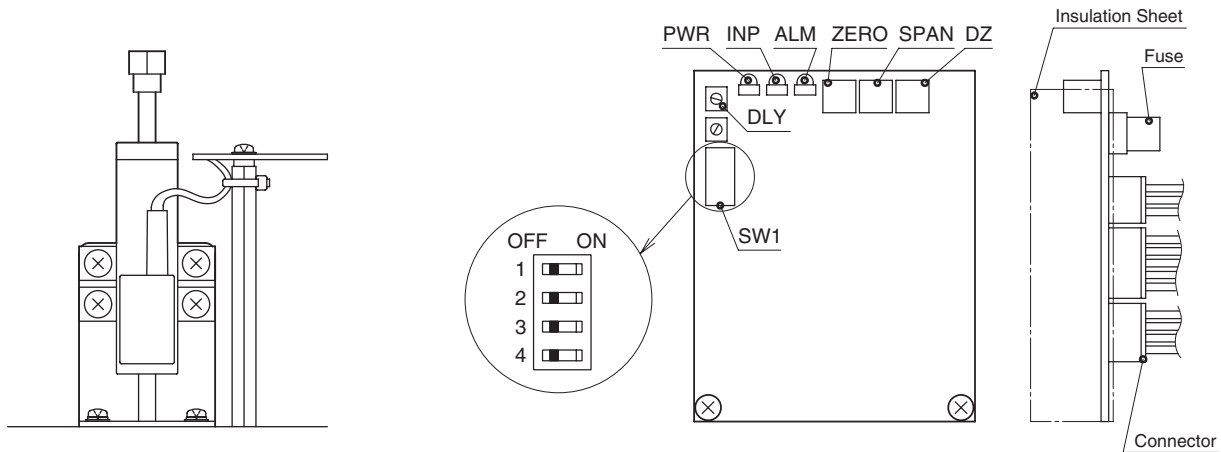 Insulation Sheet
PWR INP ALM ZERO SPAN DZ
Fuse
DLY
SW1
OFF ON
1
2
3
4
Connector